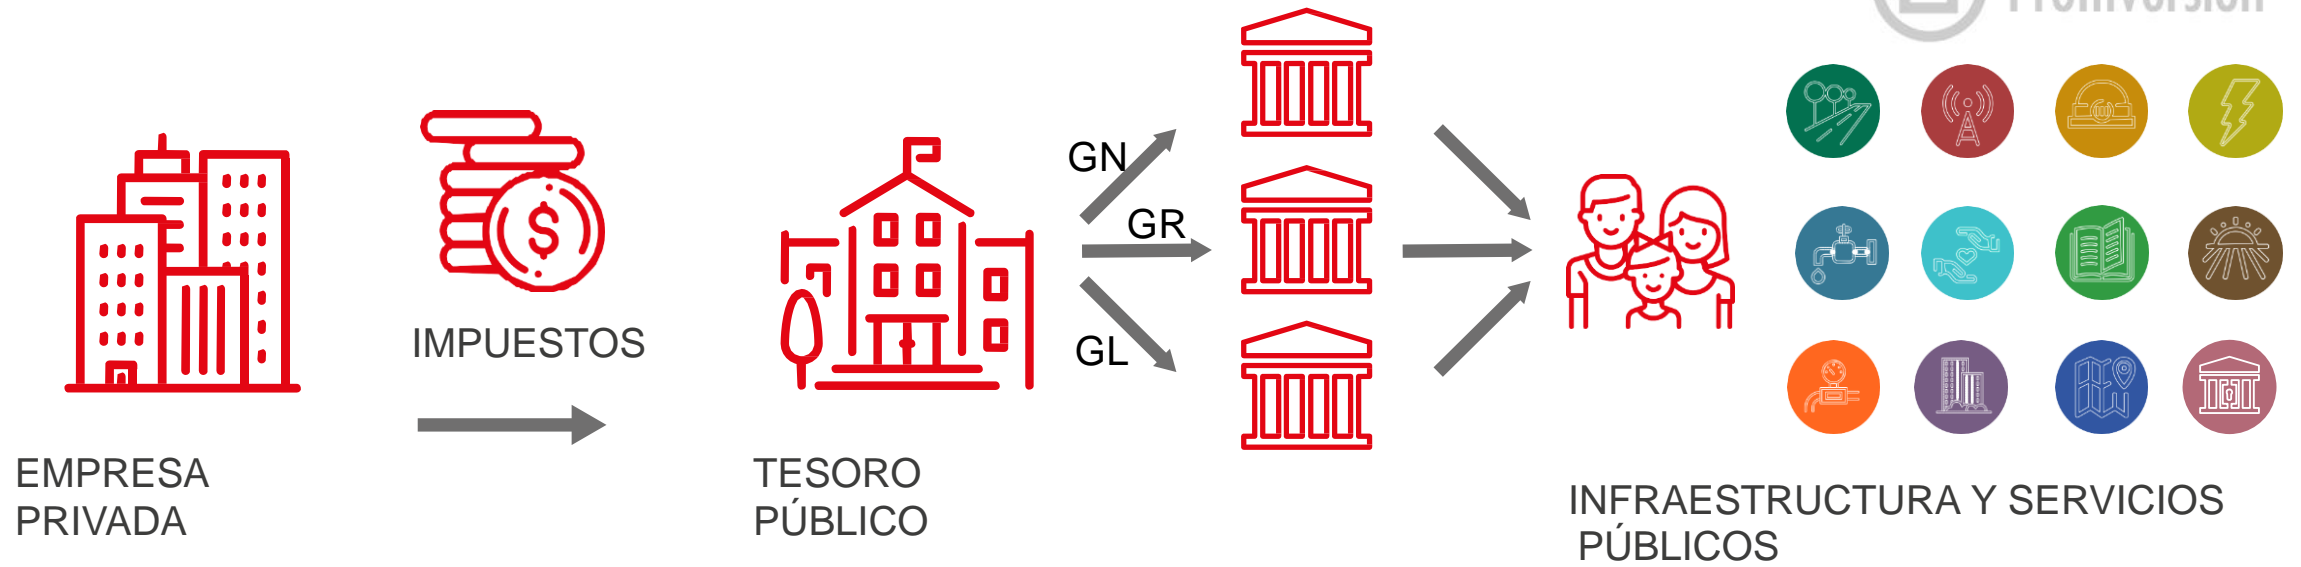 GN
GR
GL
IMPUESTOS
EMPRESA
PRIVADA
TESORO
PÚBLICO
INFRAESTRUCTURA Y SERVICIOS
PÚBLICOS